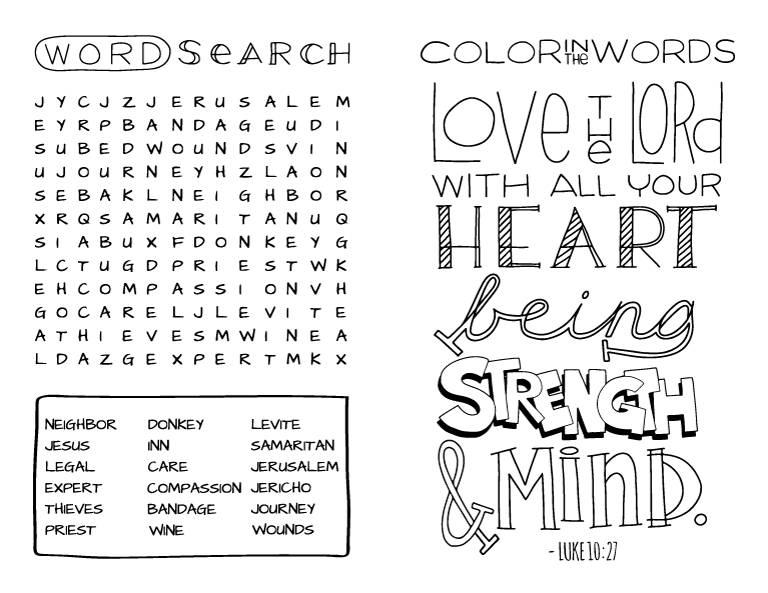 WORD SEARCH
J Y C J Z J E R U S A L E M
E Y R P B A N D A G E U D I
S U B E D W O U N D S V I N
U J O U R N E Y H Z L A O N
S E B A K L N E I G H B O R
X R Q S A M A R I T A N U Q
S I A B U X F D O N K E Y G
L C T U G D P R I E S T W K
E H C O M P A S S I O N V H
G O C A R E L J L E V I T E
A T H I E V E S M W I N E A
L D A Z G E X P E R T M K X
NEIGHBOR DONKEY LEVITE
JESUS INN SAMARITAN
LEGAL CARE JERUSALEM
EXPERT COMPASSION JERICHO
THIEVES BANDAGE JOURNEY
PRIEST WINE WOUNDS
COLOR IN THE WORDS
LOVe THe LORd
WITH ALL YOUR
HEART
being
STRENGTH
& MinD.
- LUKE 10:27